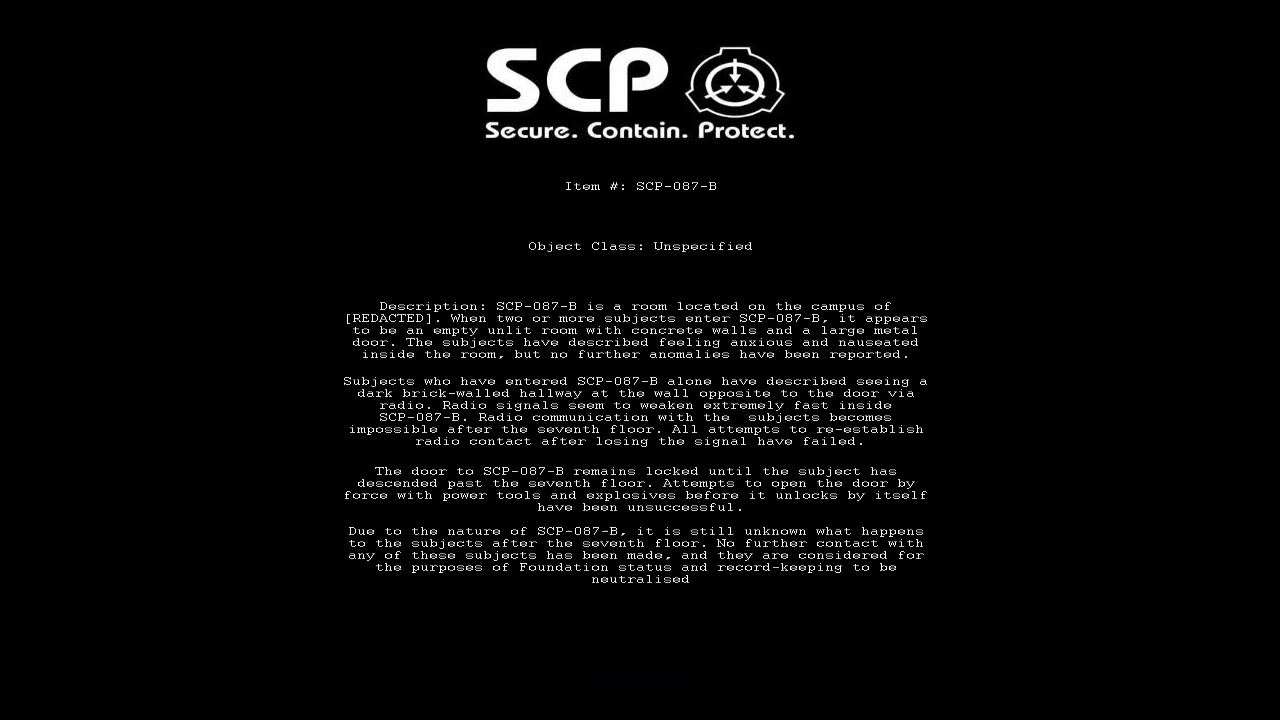 SCP
Secure. Contain. Protect.
Item #: SCP-087-B
Object Class: Unspecified
Description: SCP-087-B is a room located on the campus of
[REDACTED]. When two or more subjects enter SCP-087-B, it appears
to be an empty unlit room with concrete walls and a large metal
door. The subjects have described feeling anxious and nauseated
inside the room, but no further anomalies have been reported.
Subjects who have entered SCP-087-B alone have described seeing a
dark brick-walled hallway at the wall opposite to the door via
radio. Radio signals seem to weaken extremely fast inside
SCP-087-B. Radio communication with the  subjects becomes
impossible after the seventh floor. All attempts to re-establish
radio contact after losing the signal have failed.
The door to SCP-087-B remains locked until the subject has
descended past the seventh floor. Attempts to open the door by
force with power tools and explosives before it unlocks by itself
have been unsuccessful.
Due to the nature of SCP-087-B, it is still unknown what happens
to the subjects after the seventh floor. No further contact with
any of these subjects has been made, and they are considered for
the purposes of Foundation status and record-keeping to be
neutralised